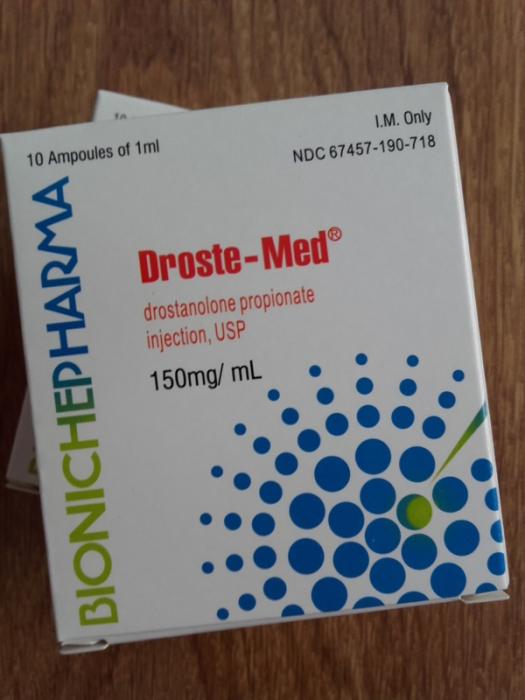 10 Ampoules of 1ml
I.M. Only
NDC 67457-190-718
BIONICHEPHARMA
Droste-Med®
drostanolone propionate
injection, USP
150mg/ mL